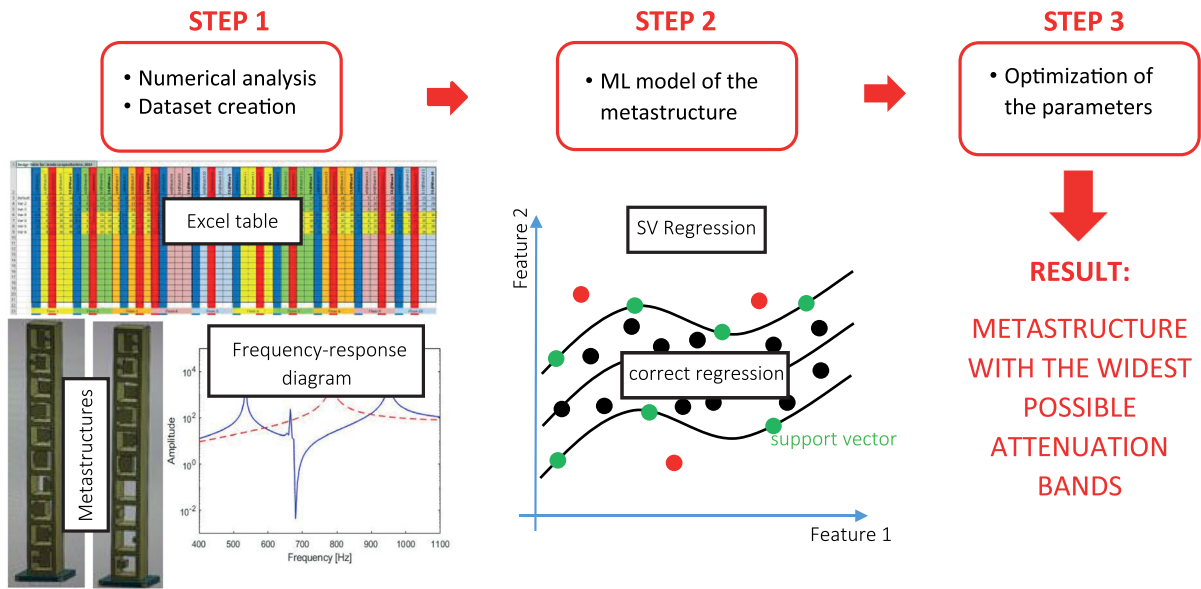 STEP 1
• Numerical analysis
• Dataset creation
STEP 2
• ML model of the
metastructure
STEP 3
• Optimization of
the parameters
Excel table
Metastructures
Frequency-response
diagram
Amplitude
10^4
10^2
10^0
10^-2
400 500 600 700 800 900 1000 1100
Frequency [Hz]
Feature 2
SV Regression
correct regression
support vector
Feature 1
RESULT:
METASTRUCTURE
WITH THE WIDEST
POSSIBLE
ATTENUATION
BANDS